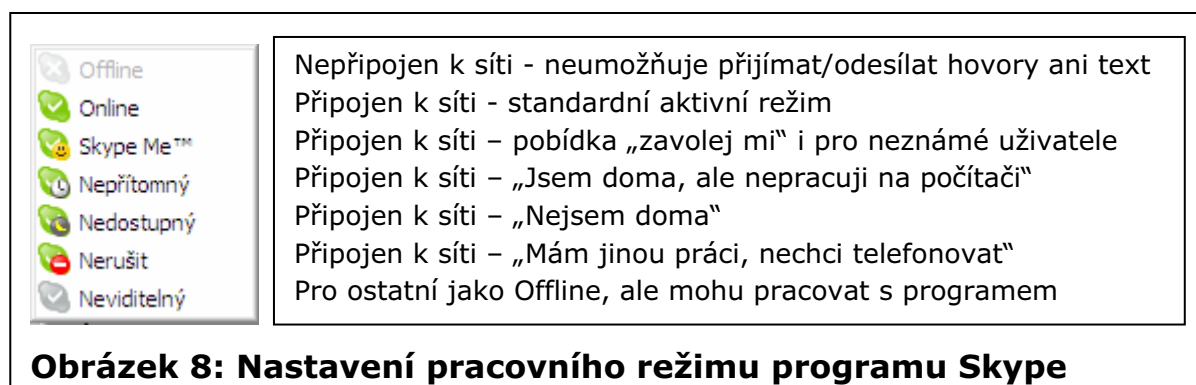 Offline
Online
Skype Me™
Nepřítomný
Nedostupný
Nerušit
Neviditelný
Nepřipojen k síti - neumožňuje přijímat/odesílat hovory ani text
Připojen k síti - standardní aktivní režim
Připojen k síti – pobídka „zavolej mi“ i pro neznámé uživatele
Připojen k síti – „Jsem doma, ale nepracuji na počítači“
Připojen k síti – „Nejsem doma“
Připojen k síti – „Mám jinou práci, nechci telefonovat“
Pro ostatní jako Offline, ale mohu pracovat s programem
Obrázek 8: Nastavení pracovního režimu programu Skype